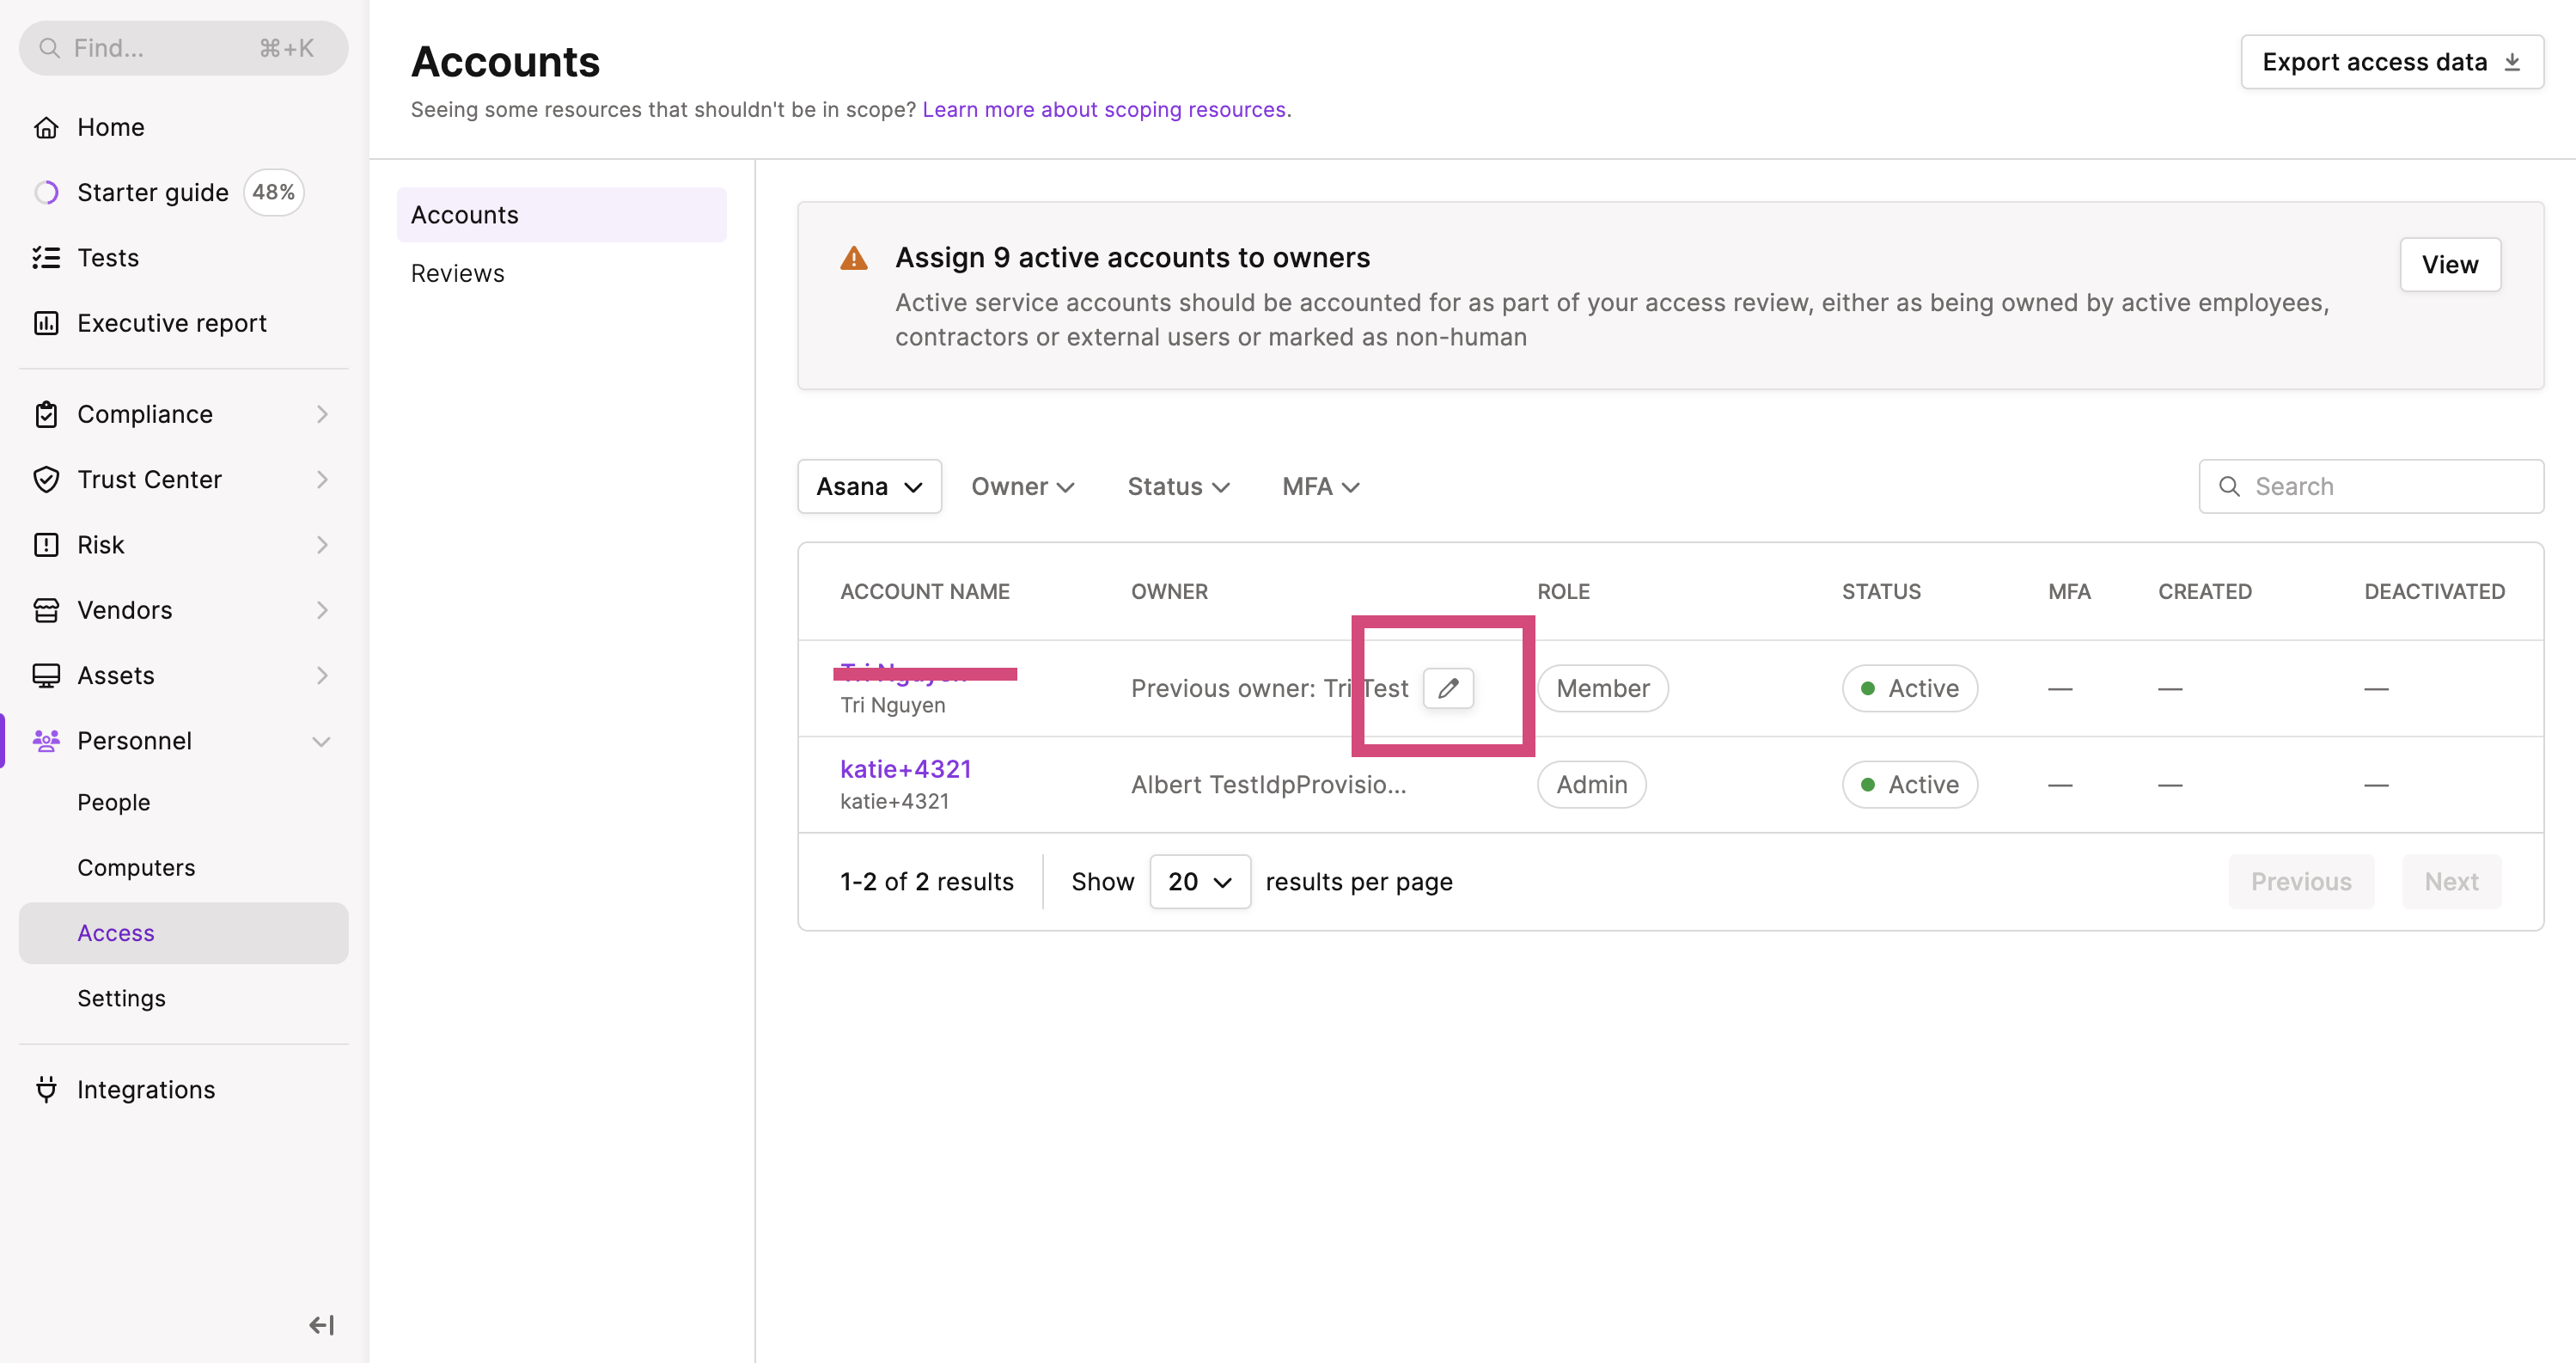 Find...
⌘+K
Home
Starter guide 48%
Tests
Executive report
Compliance
Trust Center
Risk
Vendors
Assets
Personnel
People
Computers
Access
Settings
Integrations
Accounts
Seeing some resources that shouldn't be in scope? Learn more about scoping resources.
Export access data
Accounts
Reviews
Assign 9 active accounts to owners
Active service accounts should be accounted for as part of your access review, either as being owned by active employees,
contractors or external users or marked as non-human
View
Asana Owner Status MFA
Search
ACCOUNT NAME OWNER ROLE STATUS MFA CREATED DEACTIVATED
Tri Nguyen
Tri Nguyen
Previous owner: Tri Test Member Active — — —
katie+4321
katie+4321
Albert TestIdpProvisio... Admin Active — — —
1-2 of 2 results Show 20 results per page
Previous Next